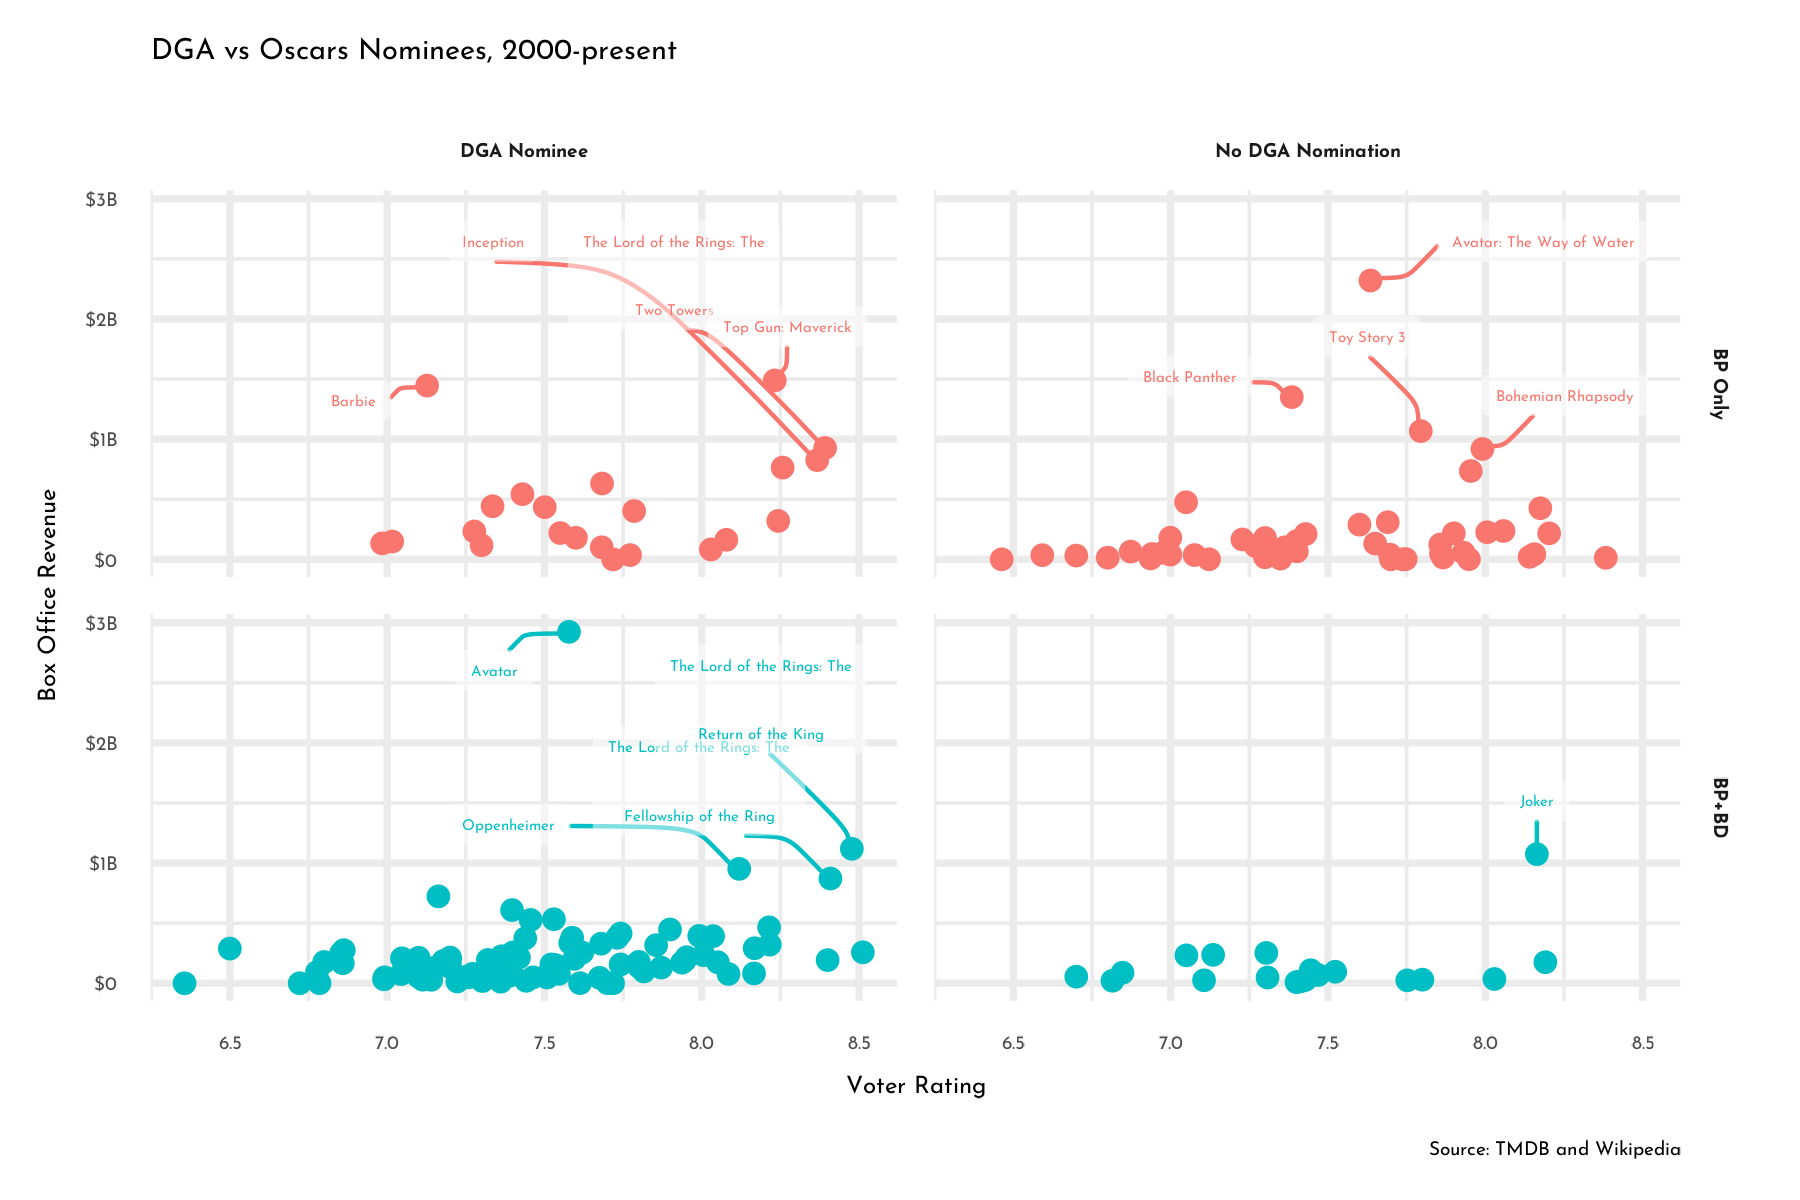 DGA vs Oscars Nominees, 2000-present
DGA Nominee
No DGA Nomination
$3B
$2B
$1B
$0
Inception
The Lord of the Rings: The
Two Towers
Top Gun: Maverick
Barbie
Avatar: The Way of Water
Toy Story 3
Black Panther
Bohemian Rhapsody
BP Only
Box Office Revenue
$3B
$2B
$1B
$0
Avatar
The Lord of the Rings: The
Return of the King
The Lord of the Rings: The
Fellowship of the Ring
Oppenheimer
Joker
BP+BD
6.5 7.0 7.5 8.0 8.5
6.5 7.0 7.5 8.0 8.5
Voter Rating
Source: TMDB and Wikipedia